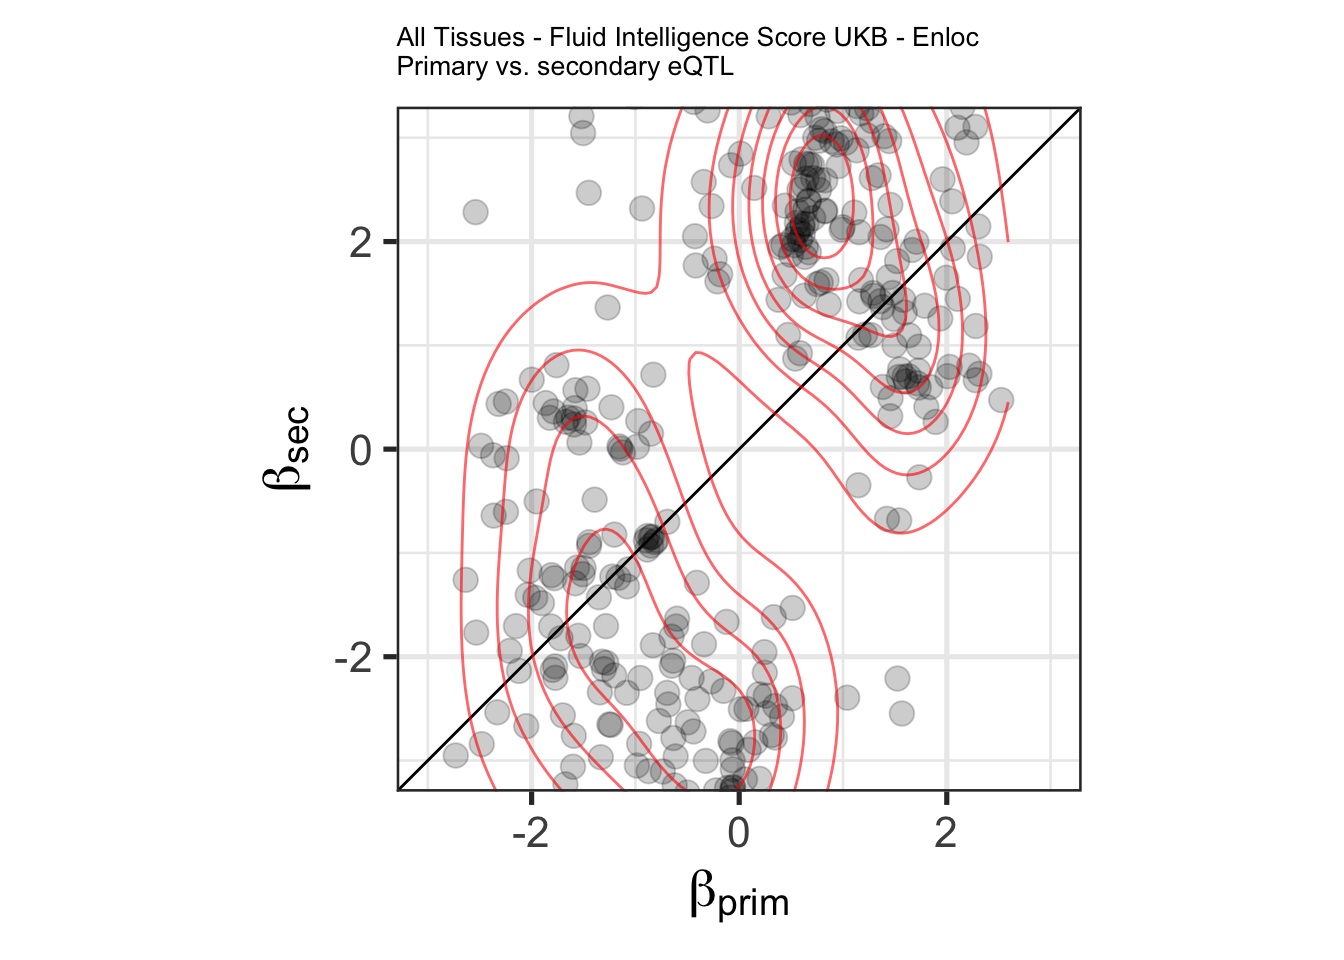 All Tissues - Fluid Intelligence Score UKB - Enloc
Primary vs. secondary eQTL
2
0
-2
βsec
-2 0 2
βprim